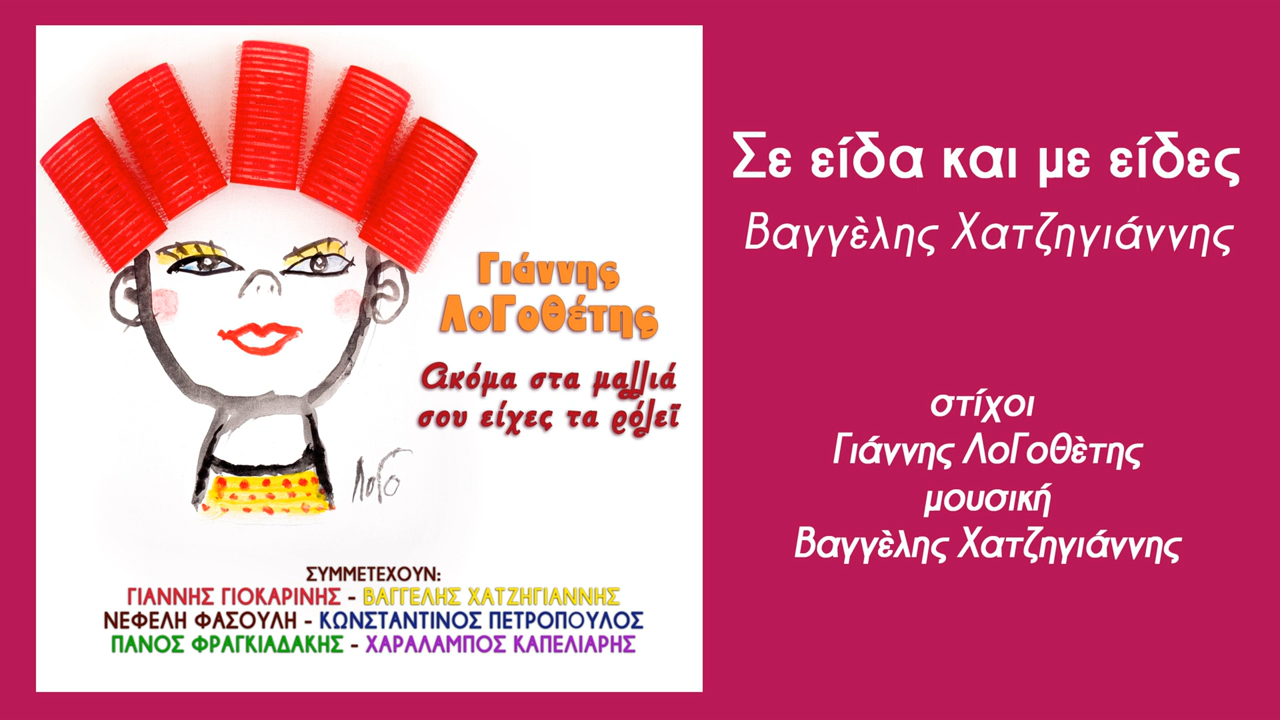 Γιάννης
ΛοΓοθέτης
Ακόμα στα μαλλιά
σου είχες τα ρόλεϊ
ΛοΓο
ΣΥΜΜΕΤΕΧΟΥΝ:
ΓΙΑΝΝΗΣ ΓΙΟΚΑΡΙΝΗΣ - ΒΑΓΓΕΛΗΣ ΧΑΤΖΗΓΙΑΝΝΗΣ
ΝΕΦΕΛΗ ΦΑΣΟΥΛΗ - ΚΩΝΣΤΑΝΤΙΝΟΣ ΠΕΤΡΟΠΟΥΛΟΣ
ΠΑΝΟΣ ΦΡΑΓΚΙΑΔΑΚΗΣ - ΧΑΡΑΛΑΜΠΟΣ ΚΑΠΕΛΙΑΡΗΣ
Σε είδα και με είδες
Βαγγὲλης Χατζηγιάννης
στίχοι
Γιάννης ΛοΓοθὲτης
μουσική
Βαγγὲλης Χατζηγιάννης